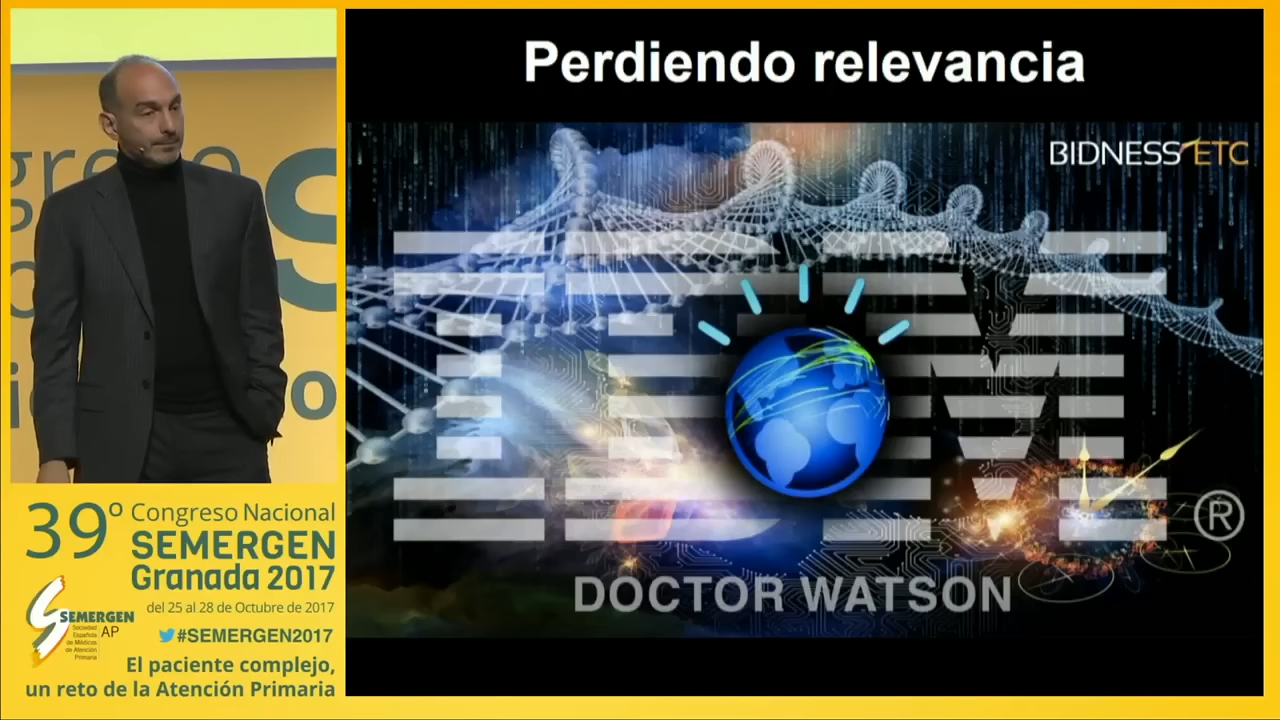 Perdiendo relevancia
BIDNESS ETC
IBM
®
DOCTOR WATSON
39º Congreso Nacional
SEMERGEN
Granada 2017
del 25 al 28 de Octubre de 2017
SEMERGEN
AP
Sociedad
Española
de Médicos
de Atención
Primaria
#SEMERGEN2017
El paciente complejo,
un reto de la Atención Primaria